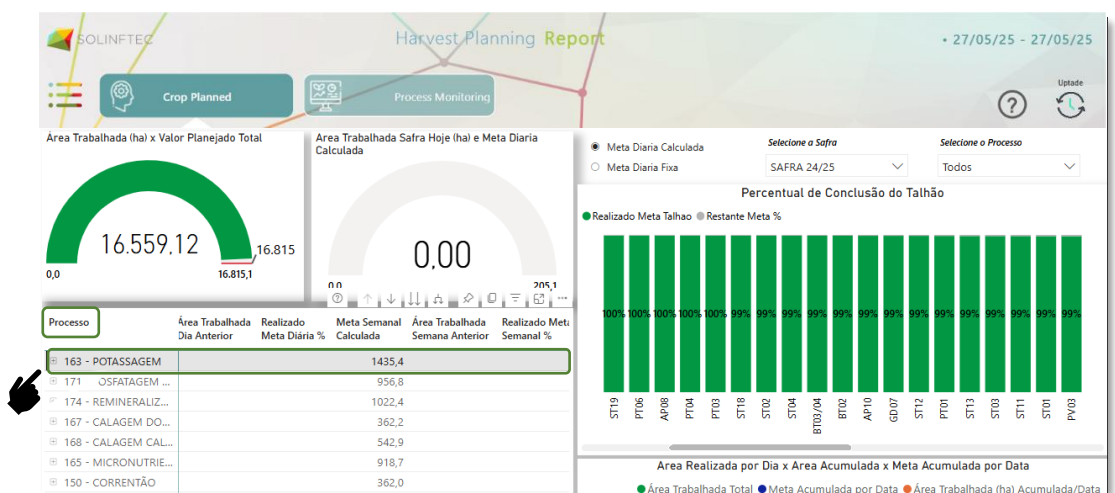 SOLINFTEC
Harvest Planning Report
• 27/05/25 - 27/05/25
Crop Planned
Process Monitoring
Uptade
?
Área Trabalhada (ha) x Valor Planejado Total
16.559,12
16.815
0,0
16.815,1
Area Trabalhada Safra Hoje (ha) e Meta Diaria
Calculada
0,00
0,0
205,1
Meta Diaria Calculada
Meta Diaria Fixa
Selecione a Safra
SAFRA 24/25
Selecione o Processo
Todos
Percentual de Conclusão do Talhão
Realizado Meta Talhao Restante Meta %
100% 100% 100% 100% 100% 99% 99% 99% 99% 99% 99% 99% 99% 99% 99% 99% 99% 99% 99%
ST19 PT06 AP08 PT04 PT03 ST18 ST02 ST04 BT03/04 BT02 AP10 GD07 ST12 PT01 ST13 ST03 ST11 ST01 PV03
Processo
Área Trabalhada
Dia Anterior
Realizado
Meta Diária %
Meta Semanal
Calculada
Área Trabalhada
Semana Anterior
Realizado Meta
Semanal %
163 - POTASSAGEM 1435,4
171 OSFATAGEM ... 956,8
174 - REMINERALIZ... 1022,4
167 - CALAGEM DO... 362,2
168 - CALAGEM CAL... 542,9
165 - MICRONUTRIE... 918,7
150 - CORRENTÃO 362,0
Area Realizada por Dia x Area Acumulada x Meta Acumulada por Data
Área Trabalhada Total Meta Acumulada por Data Área Trabalhada (ha) Acumulada/Data